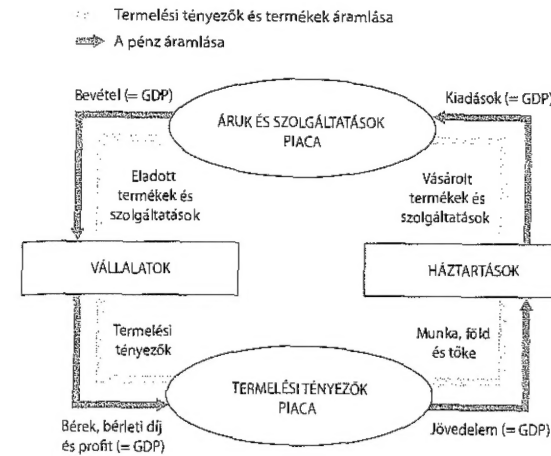 Termelési tényezők és termékek áramlása
A pénz áramlása
Bevétel (= GDP)
ÁRUK ÉS SZOLGÁLTATÁSOK
PIACA
Kiadások (= GDP)
Eladott
termékek és
szolgáltatások
Vásárolt
termékek és
szolgáltatások
VÁLLALATOK
HÁZTARTÁSOK
Termelési
tényezők
Munka, föld
és tőke
TERMELÉSI TÉNYEZŐK
PIACA
Bérek, bérleti díj
és profit (= GDP)
Jövedelem (= GDP)